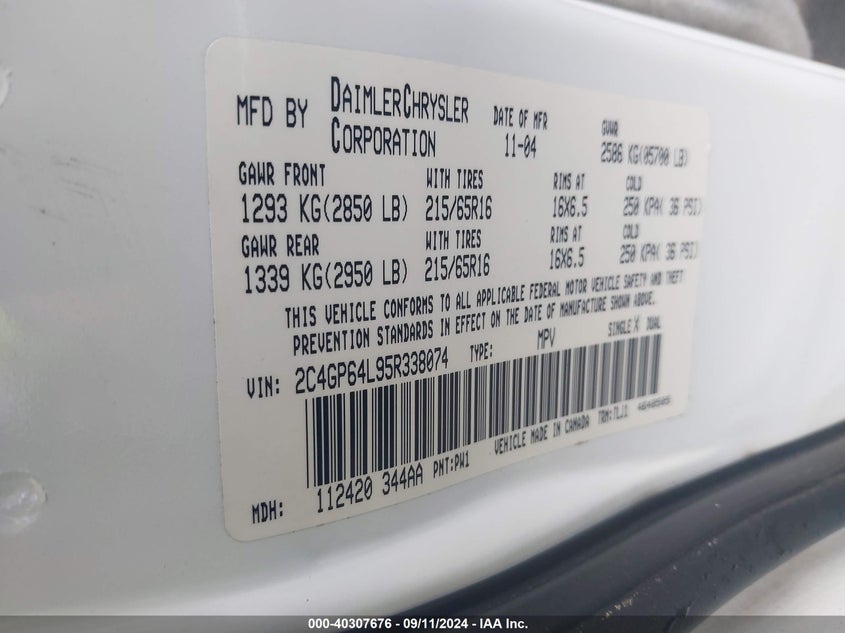 MFD BY DAIMLERCHRYSLER CORPORATION
DATE OF MFR 11-04
GVWR 2586 KG(05700 LB)
GAWR FRONT WITH TIRES RIMS AT COLD
1293 KG(2850 LB) 215/65R16 16X6.5 250 KPA( 36 PSI)
GAWR REAR WITH TIRES RIMS AT COLD
1339 KG(2950 LB) 215/65R16 16X6.5 250 KPA( 36 PSI)
THIS VEHICLE CONFORMS TO ALL APPLICABLE FEDERAL MOTOR VEHICLE SAFETY AND THEFT
PREVENTION STANDARDS IN EFFECT ON THE DATE OF MANUFACTURE SHOWN ABOVE.
VIN: 2C4GP64L95R338074 TYPE: MPV SINGLE X DUAL
VEHICLE MADE IN CANADA TRM:TLJ1
MDH: 112420 344AA PNT:PW1
000-40307676 - 09/11/2024 - IAA Inc.